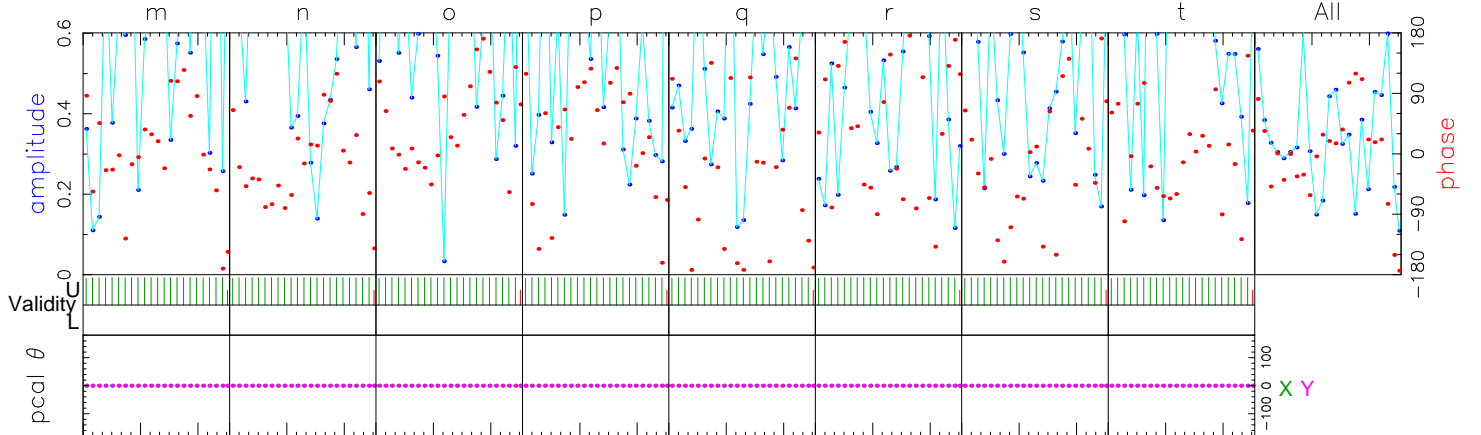 m n o p q r s t All
0.6 180
0.4 90
0.2 0
0 -90
-180
amplitude
phase
U
Validity
L
pcal θ
100
0
-100
X Y